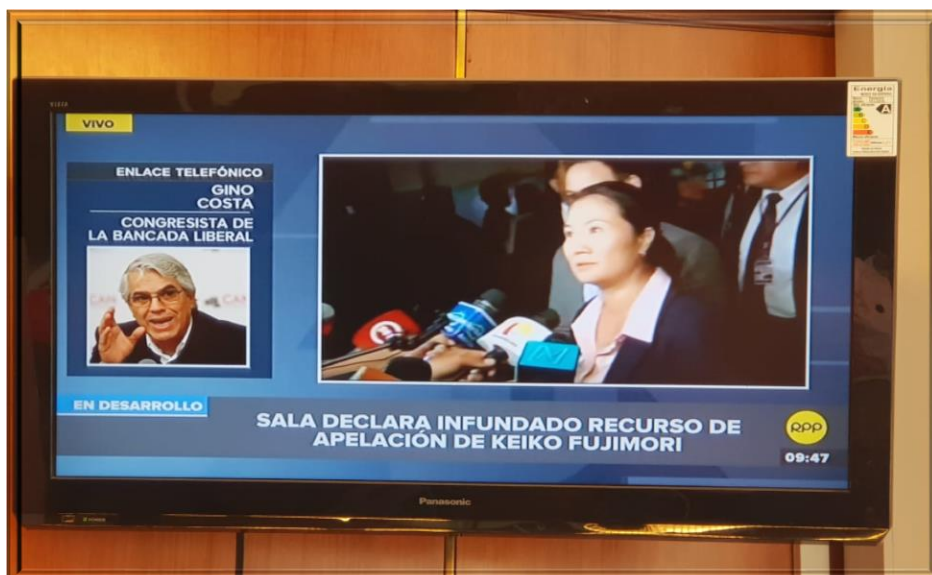 VIVO
ENLACE TELEFÓNICO
GINO
COSTA
CONGRESISTA DE
LA BANCADA LIBERAL
EN DESARROLLO
SALA DECLARA INFUNDADO RECURSO DE
APELACIÓN DE KEIKO FUJIMORI
RPP
09:47
Panasonic
Energía
A